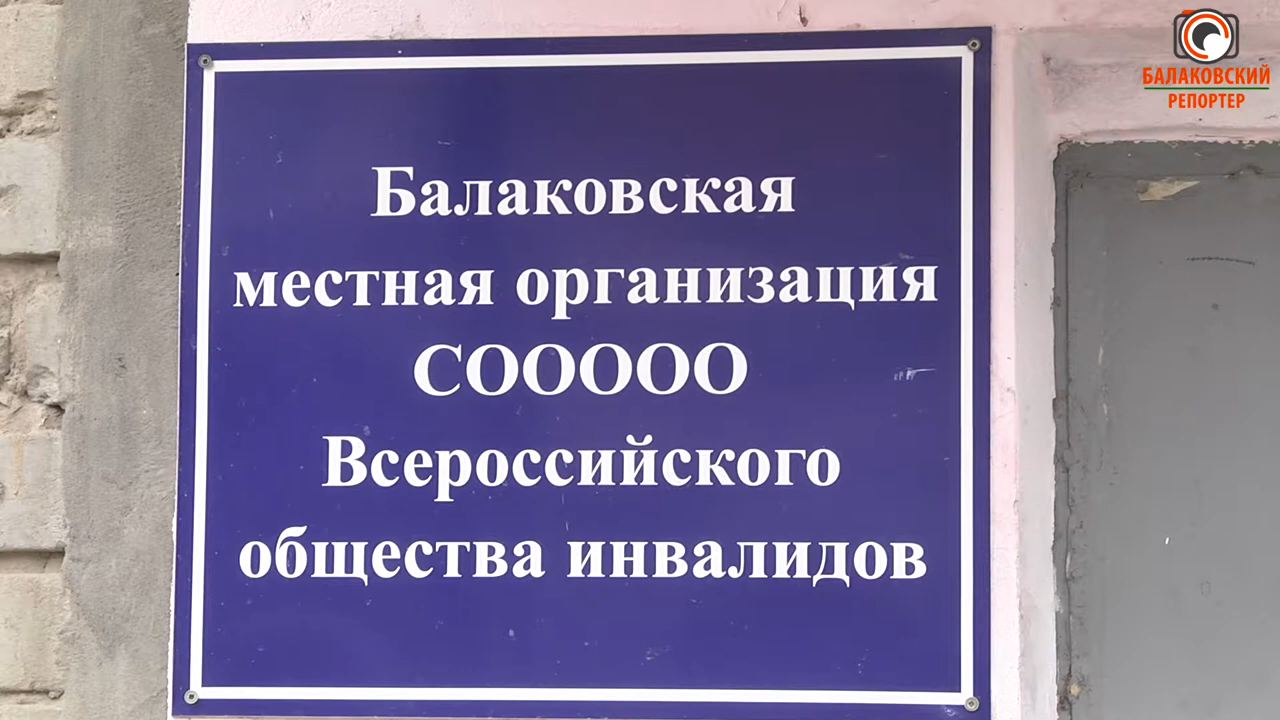 БАЛАКОВСКИЙ
РЕПОРТЕР
Балаковская
местная организация
СООООО
Всероссийского
общества инвалидов